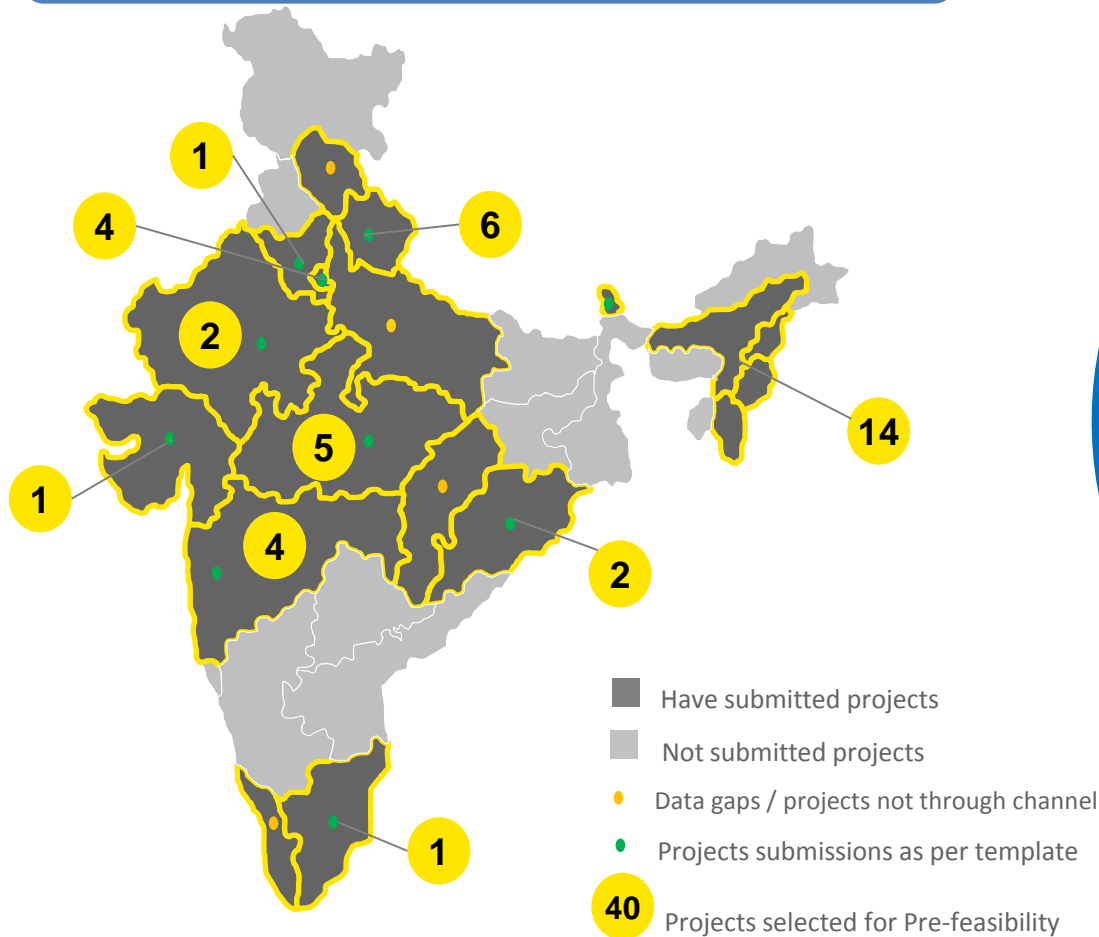 1
4
6
2
14
5
1
4
2
1
Have submitted projects
Not submitted projects
Data gaps / projects not through channel
Projects submissions as per template
40 Projects selected for Pre-feasibility